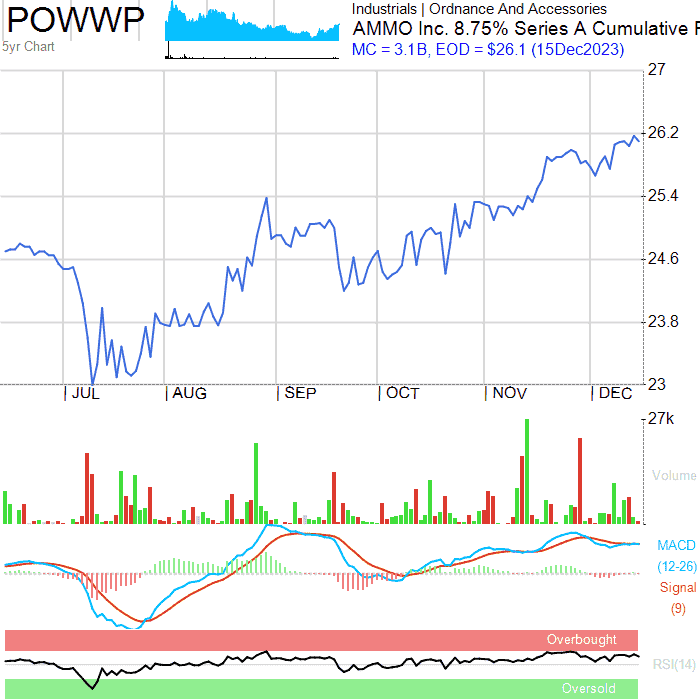 POWWP
5yr Chart
Industrials | Ordnance And Accessories
AMMO Inc. 8.75% Series A Cumulative
MC = 3.1B, EOD = $26.1 (15Dec2023)
27
26.2
25.4
24.6
23.8
23
JUL AUG SEP OCT NOV DEC
27k
Volume
MACD
(12-26)
Signal
(9)
Overbought
RSI(14)
Oversold